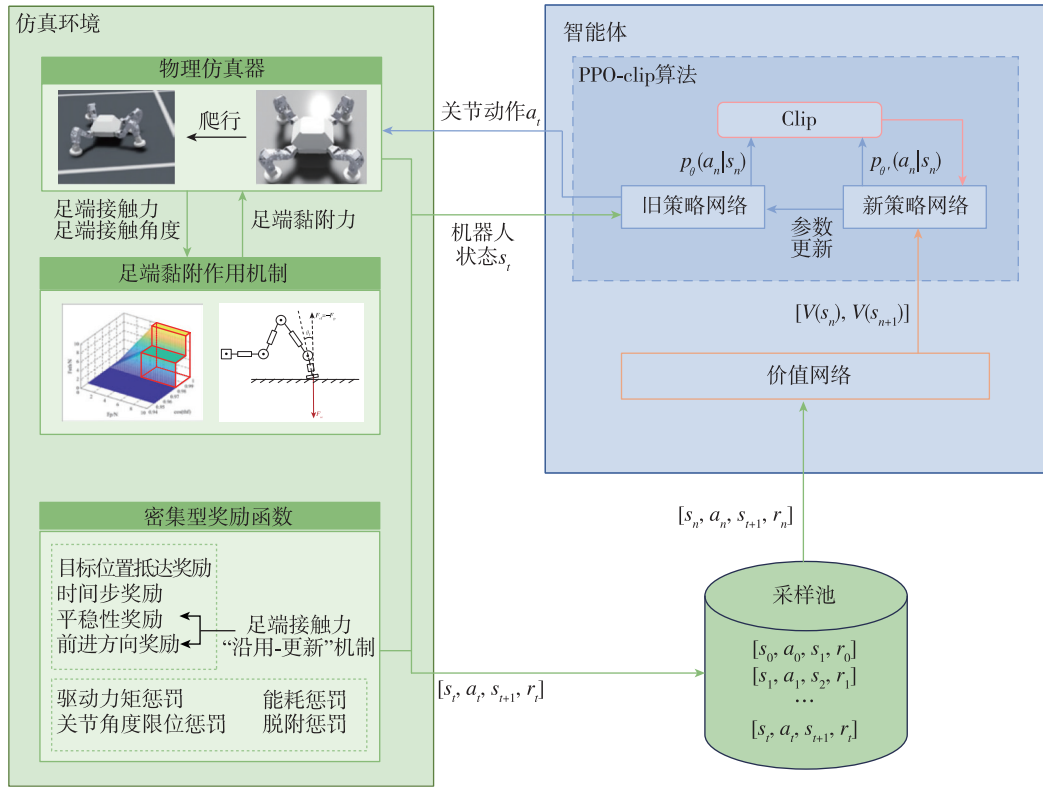 仿真环境
物理仿真器
爬行
足端接触力
足端接触角度
足端黏附力
足端黏附作用机制
密集型奖励函数
目标位置抵达奖励
时间步奖励
平稳性奖励
前进方向奖励
足端接触力
“沿用-更新”机制
驱动力矩惩罚
能耗惩罚
关节角度限位惩罚
脱附惩罚
关节动作a_t
机器人
状态s_t
[s_t, a_t, s_{t+1}, r_t]
智能体
PPO-clip算法
Clip
p_θ(a_n|s_n)
p_θ′(a_n|s_n)
旧策略网络
参数
更新
新策略网络
[V(s_n), V(s_{n+1})]
价值网络
[s_n, a_n, s_{t+1}, r_n]
采样池
[s_0, a_0, s_1, r_0]
[s_1, a_1, s_2, r_1]
…
[s_t, a_t, s_{t+1}, r_t]